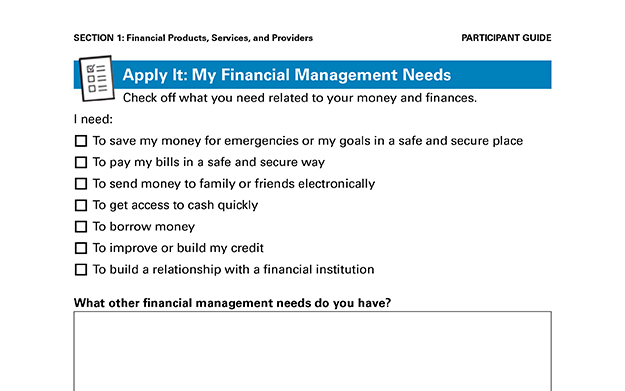 SECTION 1: Financial Products, Services, and Providers PARTICIPANT GUIDE
Apply It: My Financial Management Needs
Check off what you need related to your money and finances.
I need:
To save my money for emergencies or my goals in a safe and secure place
To pay my bills in a safe and secure way
To send money to family or friends electronically
To get access to cash quickly
To borrow money
To improve or build my credit
To build a relationship with a financial institution
What other financial management needs do you have?